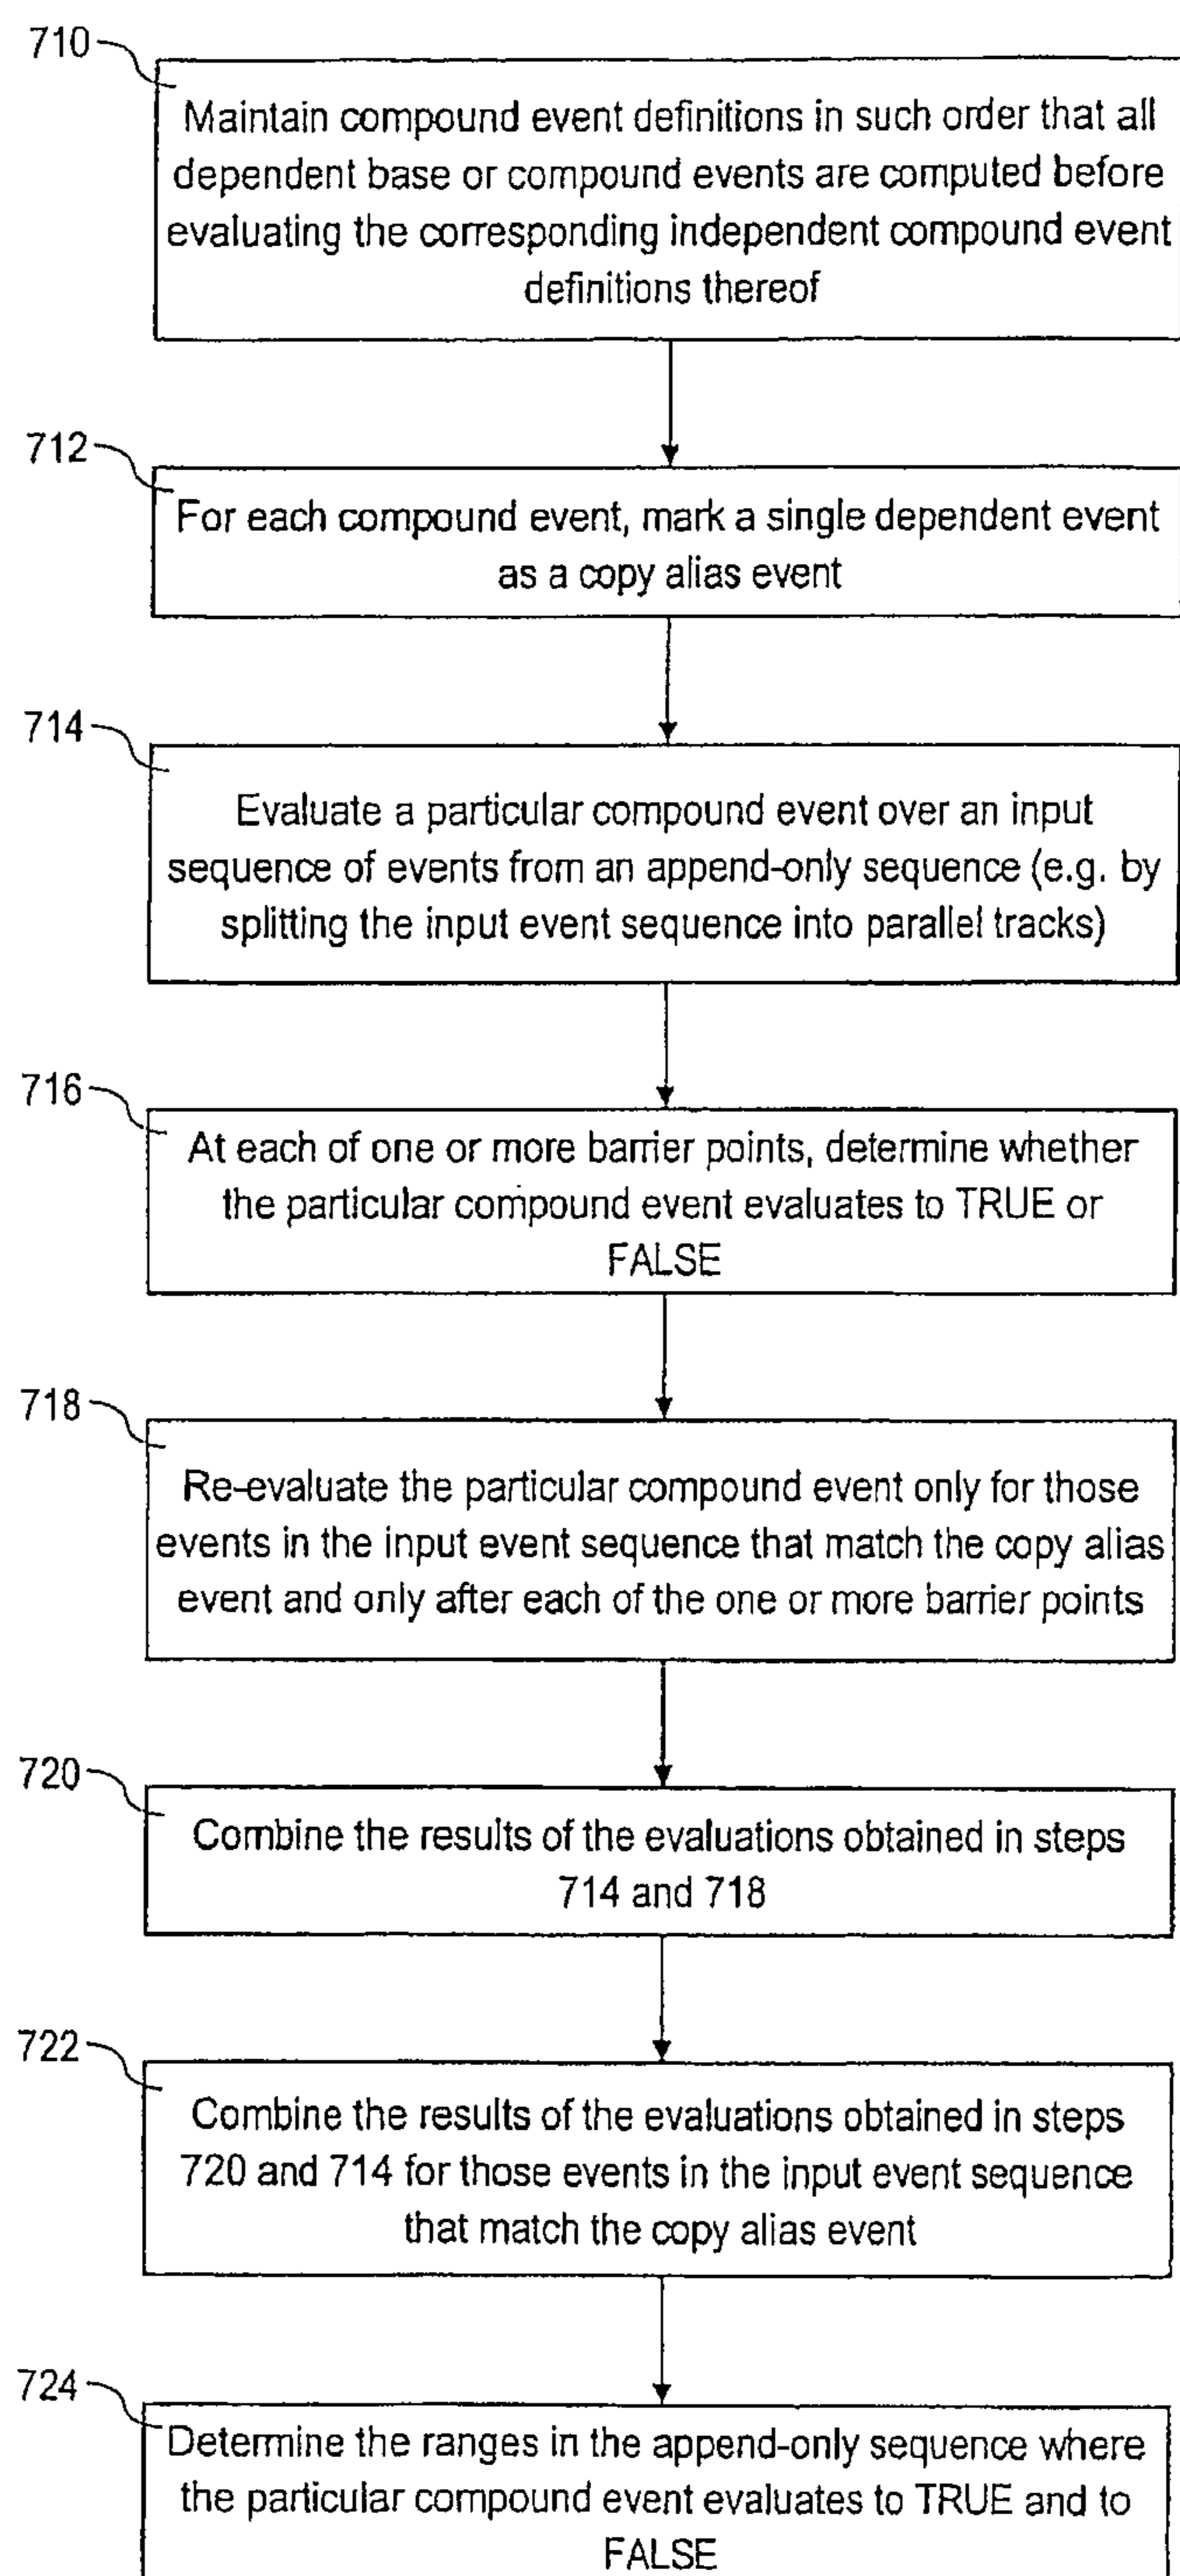 710
Maintain compound event definitions in such order that all
dependent base or compound events are computed before
evaluating the corresponding independent compound event
definitions thereof
712
For each compound event, mark a single dependent event
as a copy alias event
714
Evaluate a particular compound event over an input
sequence of events from an append-only sequence (e.g. by
splitting the input event sequence into parallel tracks)
716
At each of one or more barrier points, determine whether
the particular compound event evaluates to TRUE or
FALSE
718
Re-evaluate the particular compound event only for those
events in the input event sequence that match the copy alias
event and only after each of the one or more barrier points
720
Combine the results of the evaluations obtained in steps
714 and 718
722
Combine the results of the evaluations obtained in steps
720 and 714 for those events in the input event sequence
that match the copy alias event
724
Determine the ranges in the append-only sequence where
the particular compound event evaluates to TRUE and to
FALSE